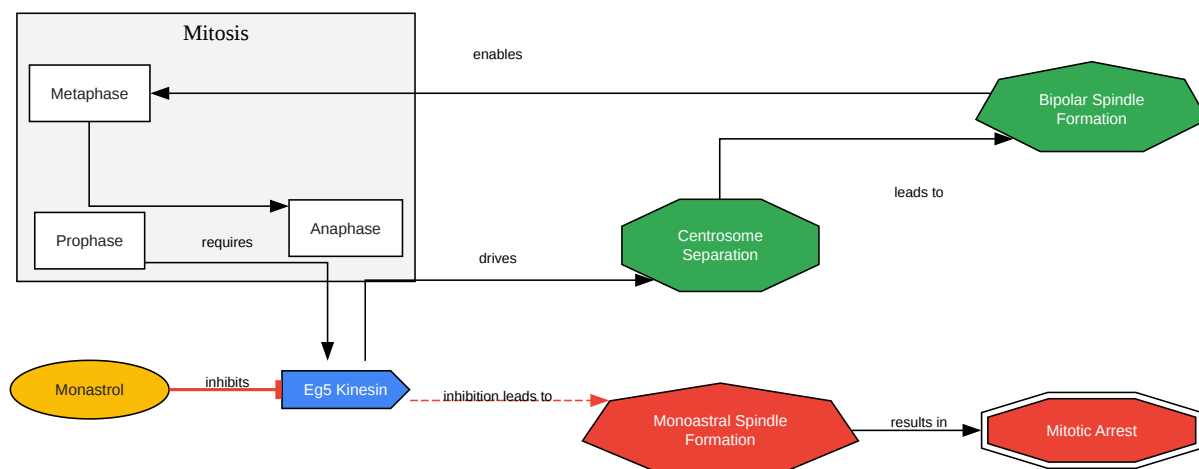 Mitosis
enables
Metaphase
Bipolar Spindle
Formation
leads to
Prophase
requires
Anaphase
Centrosome
Separation
drives
Monastrol
inhibits
Eg5 Kinesin
inhibition leads to
Monoastral Spindle
Formation
results in
Mitotic Arrest